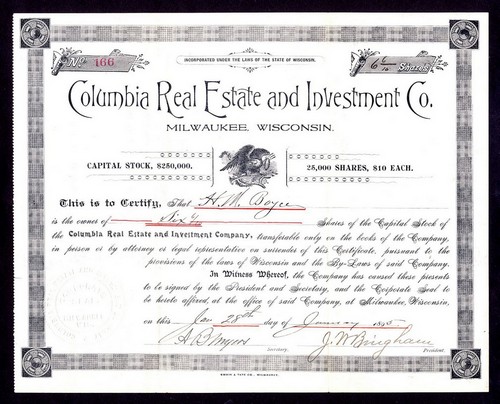 No. 166
INCORPORATED UNDER THE LAWS OF THE STATE OF WISCONSIN.
Shares
Columbia Real Estate and Investment Co.
MILWAUKEE, WISCONSIN.
CAPITAL STOCK, $250,000.
25,000 SHARES, $10 EACH.
This is to Certify, That H. M. Boyce
is the owner of Shares of the Capital Stock of
the Columbia Real Estate and Investment Company, transferable only on the books of the Company,
in person or by attorney or legal representative on surrender of this Certificate, pursuant to the
provisions of the laws of Wisconsin and the By-Laws of said Company.
In Witness Whereof, the Company has caused these presents
to be signed by the President and Secretary, and the Corporate Seal to
be hereto affixed, at the office of said Company, at Milwaukee, Wisconsin,
on this 28th day of January 1895
A B Myers Secretary.
J. W. Bingham President.